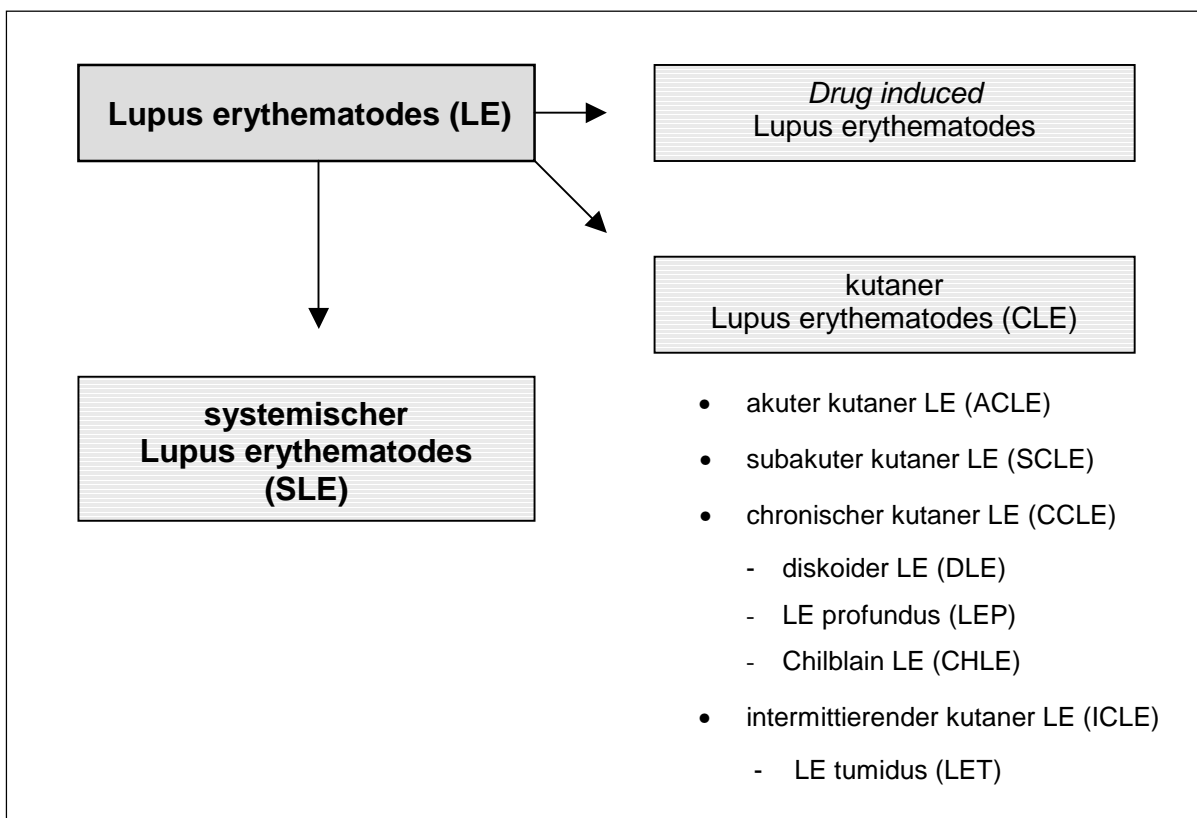 Lupus erythematodes (LE)
Drug induced
Lupus erythematodes
kutaner
Lupus erythematodes (CLE)
systemischer
Lupus erythematodes
(SLE)
• akuter kutaner LE (ACLE)
• subakuter kutaner LE (SCLE)
• chronischer kutaner LE (CCLE)
- diskoider LE (DLE)
- LE profundus (LEP)
- Chilblain LE (CHLE)
• intermittierender kutaner LE (ICLE)
- LE tumidus (LET)